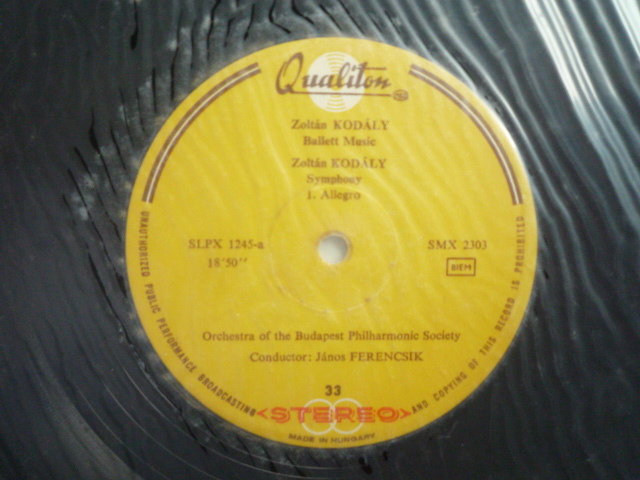 Qualiton
Zoltán KODÁLY
Ballett Music
Zoltán KODÁLY
Symphony
1. Allegro
SLPX 1245-a
SMX 2303
18'50''
BIEM
Orchestra of the Budapest Philharmonic Society
Conductor: János FERENCSIK
33
STEREO
MADE IN HUNGARY
UNAUTHORIZED PUBLIC PERFORMANCE BROADCASTING AND COPYING OF THIS RECORD IS PROHIBITED